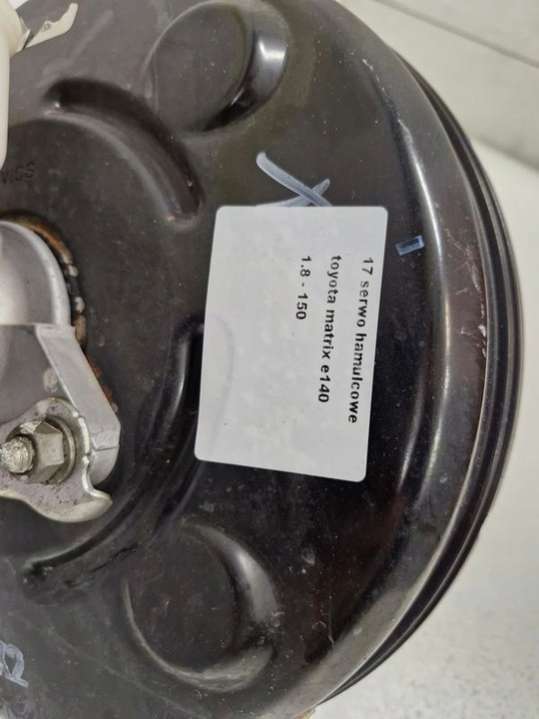 17 serwo hamulcowe
toyota matrix e140
1.8 - 150